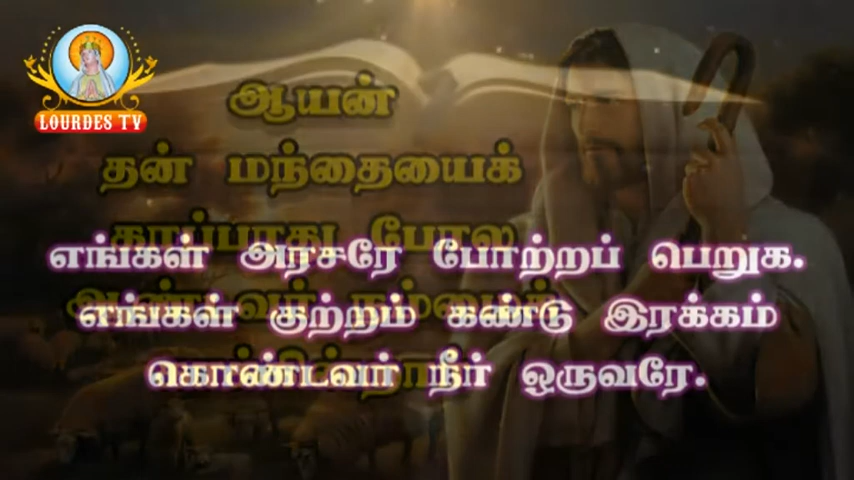 LOURDES TV
ஆயன்
தன் மந்தையைக்
காப்பாது போல
எங்கள் அரசரே போற்றப் பெறுக.
எங்கள் குற்றம் கண்டு இரக்கம்
கொண்டவர் நீர் ஒருவரே.